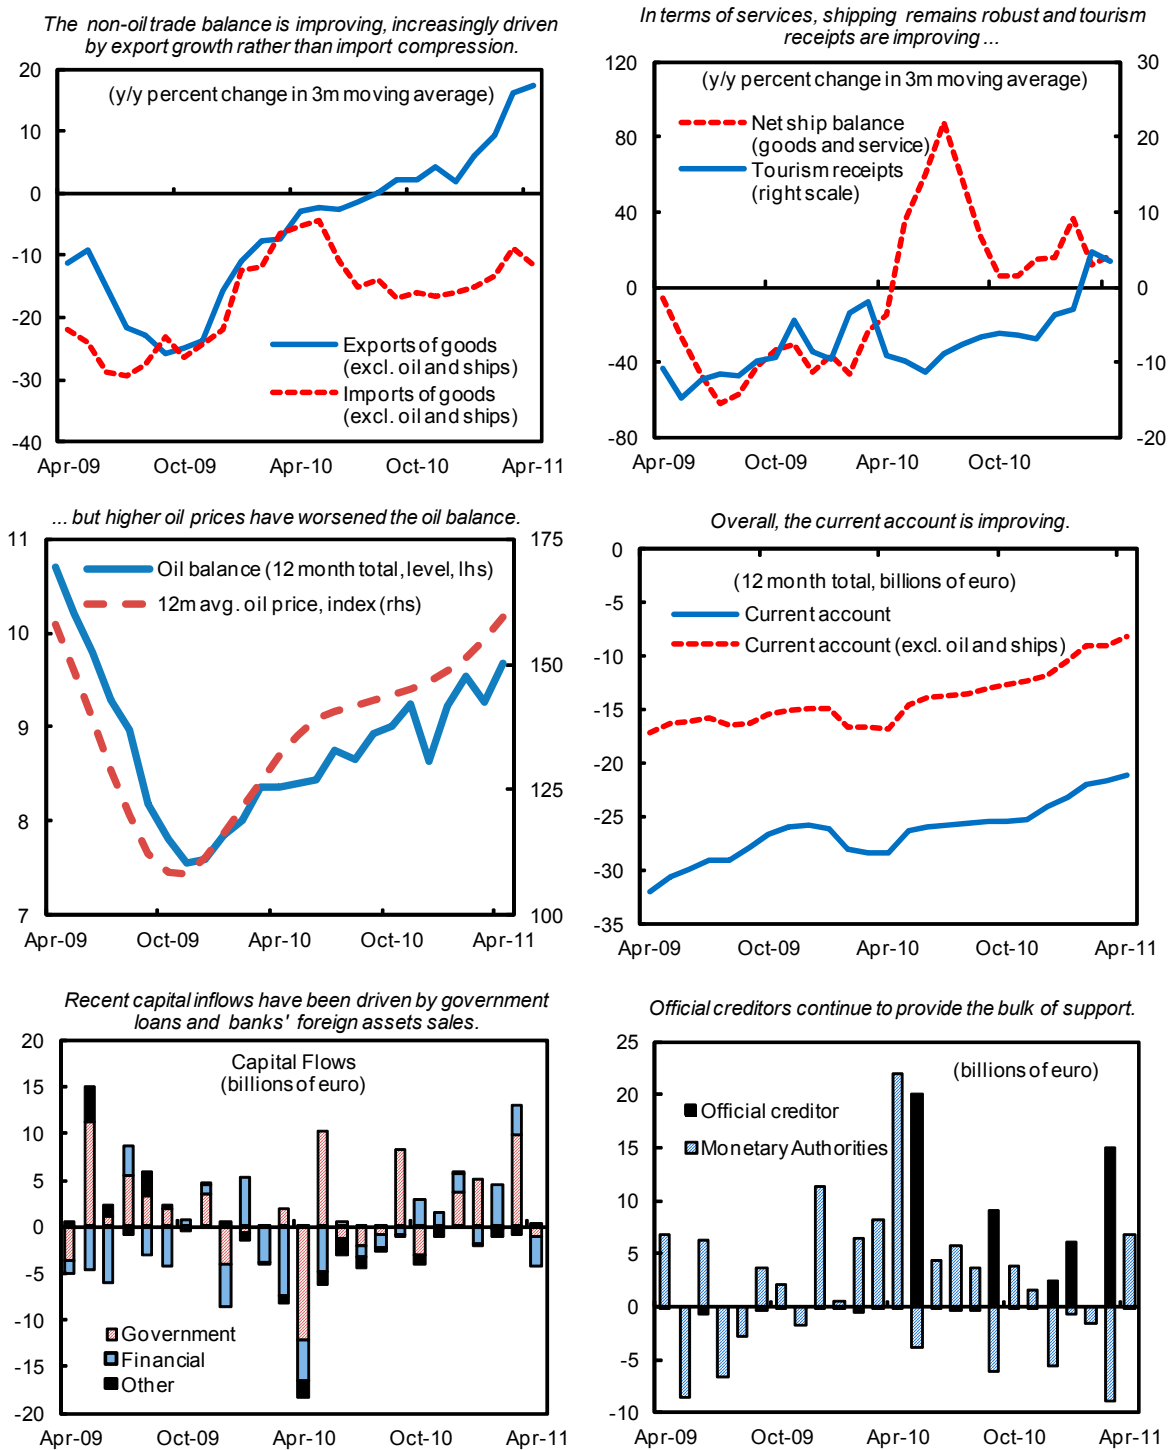 The non-oil trade balance is improving, increasingly driven
by export growth rather than import compression.
20
10
0
-10
-20
-30
-40
(y/y percent change in 3m moving average)
Exports of goods
(excl. oil and ships)
Imports of goods
(excl. oil and ships)
Apr-09
Oct-09
Apr-10
Oct-10
Apr-11
In terms of services, shipping remains robust and tourism
receipts are improving ...
120
80
40
0
-40
-80
30
20
10
0
-10
-20
(y/y percent change in 3m moving average)
Net ship balance
(goods and service)
Tourism receipts
(right scale)
Apr-09
Oct-09
Apr-10
Oct-10
... but higher oil prices have worsened the oil balance.
11
10
9
8
7
175
150
125
100
Oil balance (12 month total, level, lhs)
12m avg. oil price, index (rhs)
Apr-09
Oct-09
Apr-10
Oct-10
Apr-11
Overall, the current account is improving.
0
-5
-10
-15
-20
-25
-30
-35
(12 month total, billions of euro)
Current account
Current account (excl. oil and ships)
Apr-09
Oct-09
Apr-10
Oct-10
Apr-11
Recent capital inflows have been driven by government
loans and banks' foreign assets sales.
20
15
10
5
0
-5
-10
-15
-20
Capital Flows
(billions of euro)
Government
Financial
Other
Apr-09
Oct-09
Apr-10
Oct-10
Apr-11
Official creditors continue to provide the bulk of support.
25
20
15
10
5
0
-5
-10
(billions of euro)
Official creditor
Monetary Authorities
Apr-09
Oct-09
Apr-10
Oct-10
Apr-11